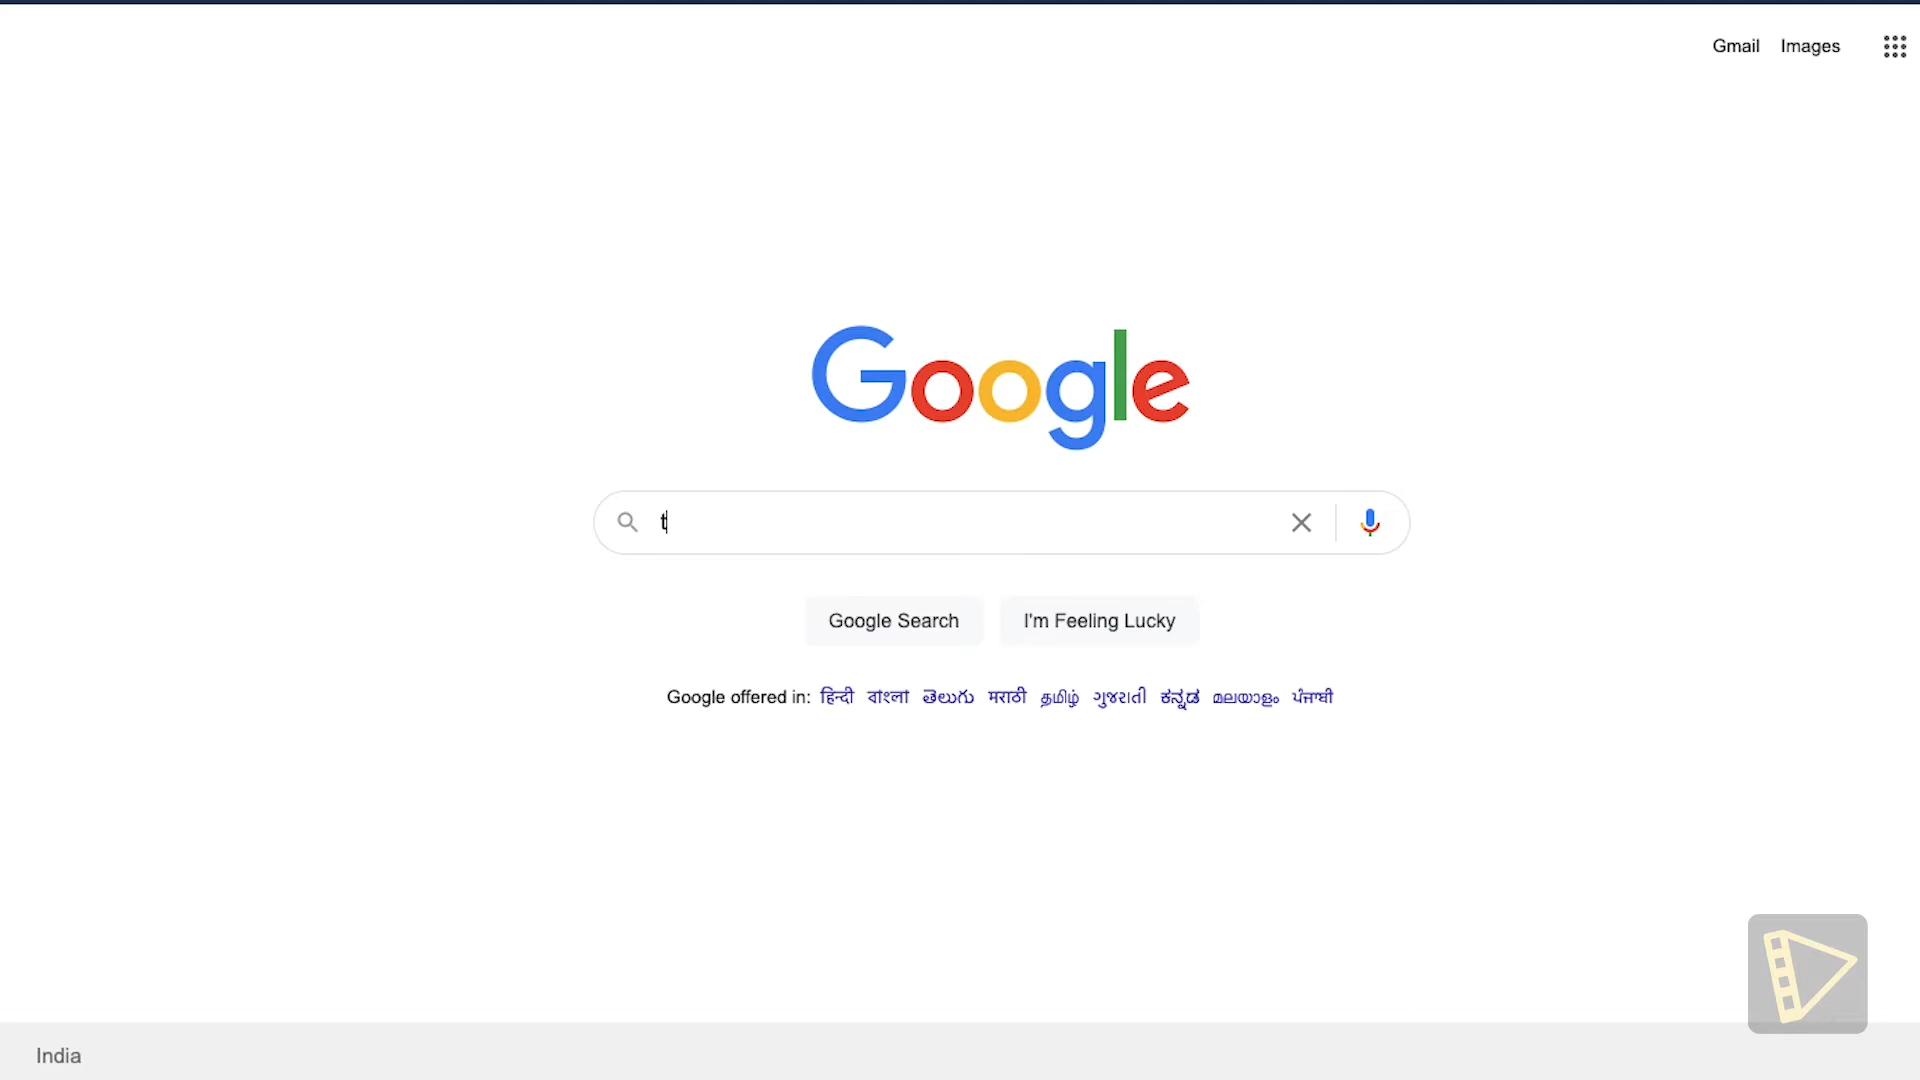 Gmail Images
Google
t
Google Search I'm Feeling Lucky
Google offered in: हिन्दी বাংলা తెలుగు मराठी தமிழ் ગુજરાતી ಕನ್ನಡ മലയാളം ਪੰਜਾਬੀ
India